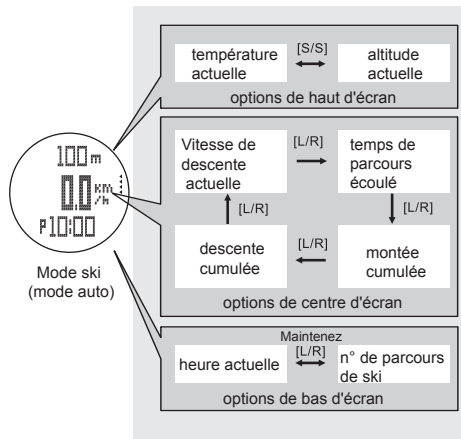 température
actuelle
[S/S]
altitude
actuelle
options de haut d'écran
100 m
0.0 Km/h
P 10:00
Mode ski
(mode auto)
Vitesse de
descente
actuelle
[L/R]
temps de
parcours
écoulé
[L/R]
[L/R]
descente
cumulée
[L/R]
montée
cumulée
options de centre d'écran
Maintenez
heure actuelle
[L/R]
n° de parcours
de ski
options de bas d'écran